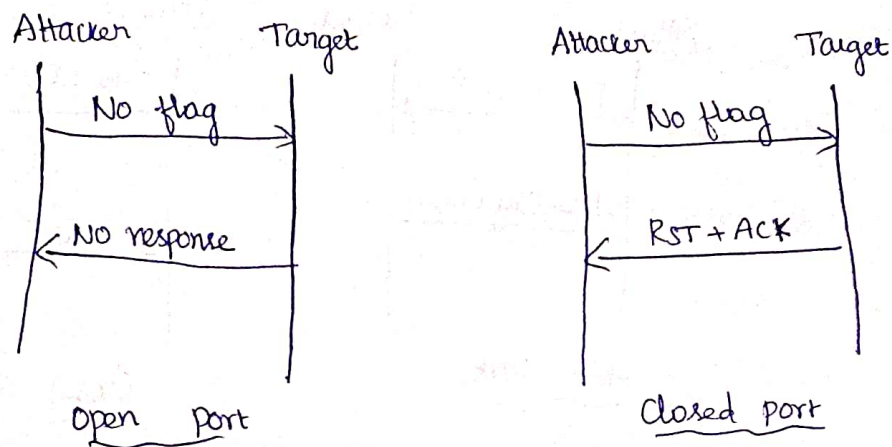 Attacker Target
No flag
No response
Open port
Attacker Target
No flag
RST + ACK
Closed port